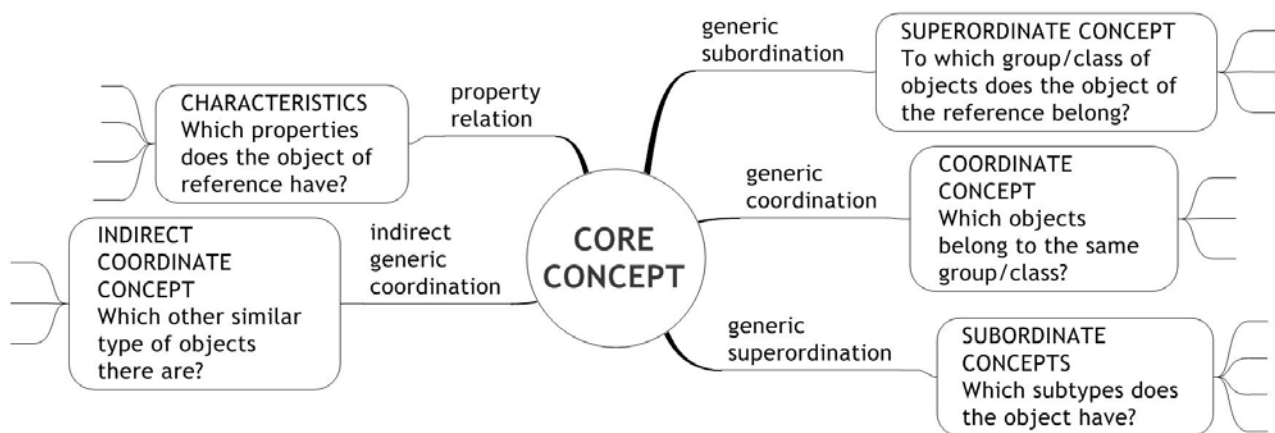 generic
subordination
SUPERORDINATE CONCEPT
To which group/class of
objects does the object of
the reference belong?
property
relation
CHARACTERISTICS
Which properties
does the object of
reference have?
generic
coordination
COORDINATE
CONCEPT
Which objects
belong to the same
group/class?
CORE
CONCEPT
indirect
generic
coordination
INDIRECT
COORDINATE
CONCEPT
Which other similar
type of objects
there are?
generic
superordination
SUBORDINATE
CONCEPTS
Which subtypes does
the object have?